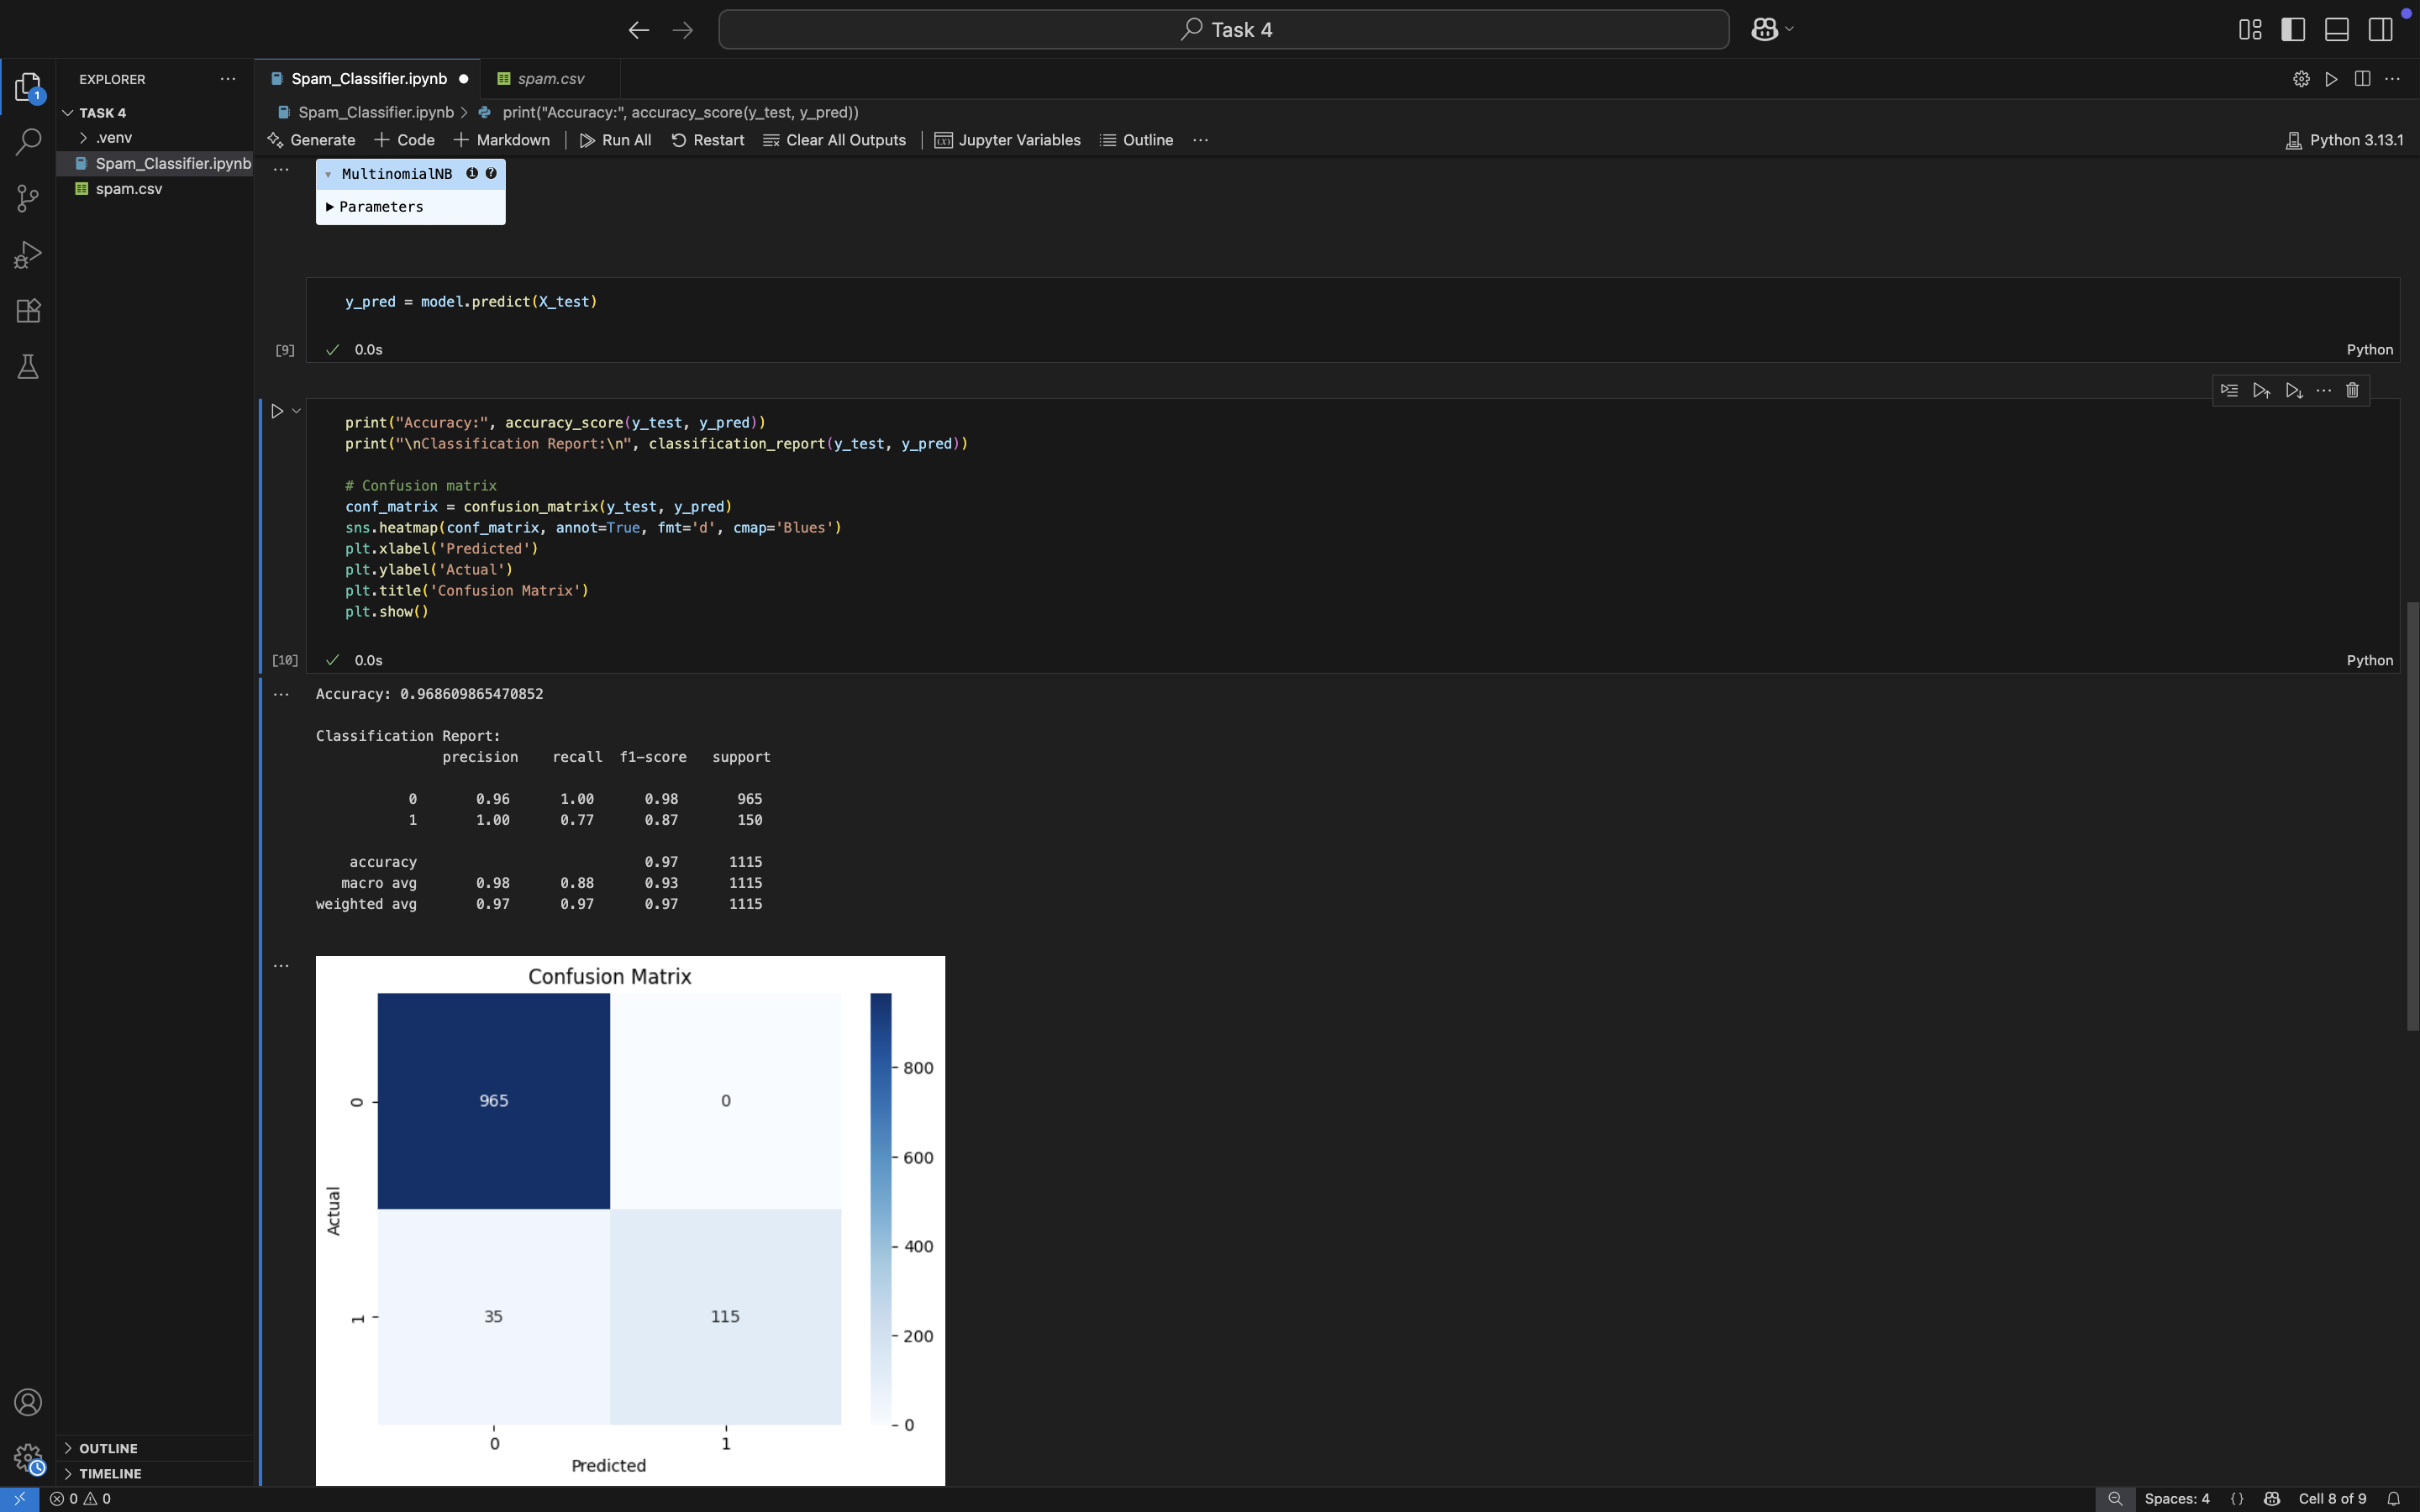 Task 4
EXPLORER
Spam_Classifier.ipynb
spam.csv
TASK 4
.venv
Spam_Classifier.ipynb
spam.csv
1
Spam_Classifier.ipynb > print("Accuracy:", accuracy_score(y_test, y_pred))
Generate + Code + Markdown | Run All Restart Clear All Outputs | Jupyter Variables Outline ...
Python 3.13.1
MultinomialNB i ?
Parameters
y_pred = model.predict(X_test)
[9] 0.0s
Python
print("Accuracy:", accuracy_score(y_test, y_pred))
print("\nClassification Report:\n", classification_report(y_test, y_pred))
# Confusion matrix
conf_matrix = confusion_matrix(y_test, y_pred)
sns.heatmap(conf_matrix, annot=True, fmt='d', cmap='Blues')
plt.xlabel('Predicted')
plt.ylabel('Actual')
plt.title('Confusion Matrix')
plt.show()
[10] 0.0s
Python
Accuracy: 0.968609865470852
Classification Report:
precision recall f1-score support
0 0.96 1.00 0.98 965
1 1.00 0.77 0.87 150
accuracy 0.97 1115
macro avg 0.98 0.88 0.93 1115
weighted avg 0.97 0.97 0.97 1115
Confusion Matrix
965 0
35 115
0
1
Actual
0 1
Predicted
800
600
400
200
0
OUTLINE
TIMELINE
0 0
Spaces: 4 {} Cell 8 of 9